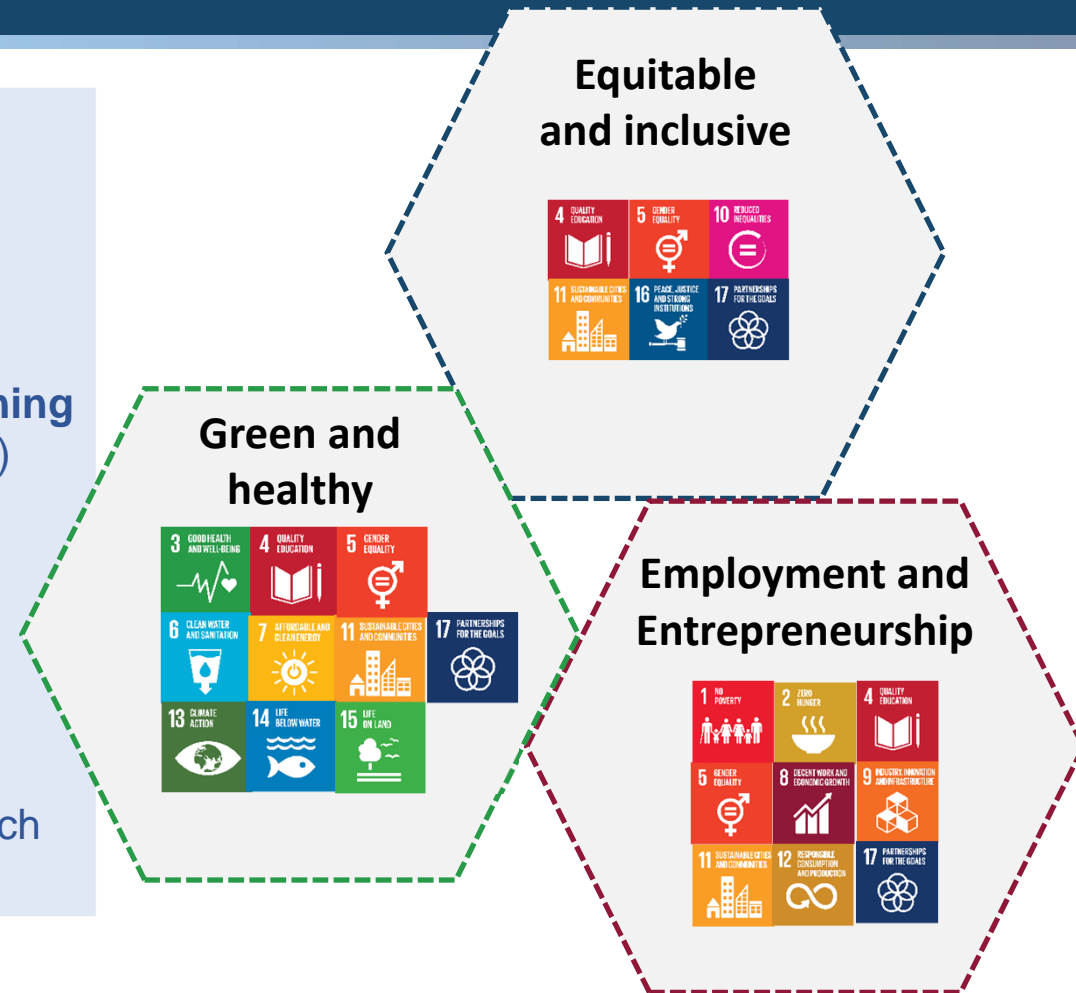 ning
)
ch
Equitable
and inclusive
4 QUALITY
EDUCATION
5 GENDER
EQUALITY
10 REDUCED
INEQUALITIES
11 SUSTAINABLE CITIES
AND COMMUNITIES
16 PEACE, JUSTICE
AND STRONG
INSTITUTIONS
17 PARTNERSHIPS
FOR THE GOALS
Green and
healthy
3 GOOD HEALTH
AND WELL-BEING
4 QUALITY
EDUCATION
5 GENDER
EQUALITY
6 CLEAN WATER
AND SANITATION
7 AFFORDABLE AND
CLEAN ENERGY
11 SUSTAINABLE CITIES
AND COMMUNITIES
17 PARTNERSHIPS
FOR THE GOALS
13 CLIMATE
ACTION
14 LIFE
BELOW WATER
15 LIFE
ON LAND
Employment and
Entrepreneurship
1 NO
POVERTY
2 ZERO
HUNGER
4 QUALITY
EDUCATION
5 GENDER
EQUALITY
8 DECENT WORK AND
ECONOMIC GROWTH
9 INDUSTRY, INNOVATION
AND INFRASTRUCTURE
11 SUSTAINABLE CITIES
AND COMMUNITIES
12 RESPONSIBLE
CONSUMPTION
AND PRODUCTION
17 PARTNERSHIPS
FOR THE GOALS